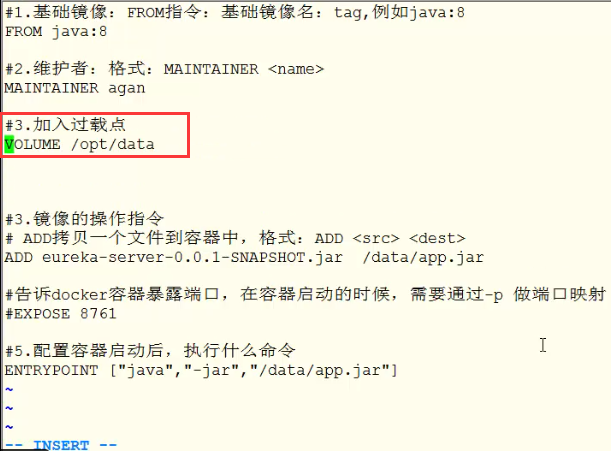 #1.基础镜像：FROM指令：基础镜像名：tag,例如java:8
FROM java:8
#2.维护者：格式：MAINTAINER <name>
MAINTAINER agan
#3.加入过载点
VOLUME /opt/data
#3.镜像的操作指令
# ADD拷贝一个文件到容器中，格式：ADD <src> <dest>
ADD eureka-server-0.0.1-SNAPSHOT.jar  /data/app.jar
#告诉docker容器暴露端口，在容器启动的时候，需要通过-p 做端口映射
#EXPOSE 8761
#5.配置容器启动后，执行什么命令
ENTRYPOINT ["java","-jar","/data/app.jar"]
~
~
~
-- INSERT --